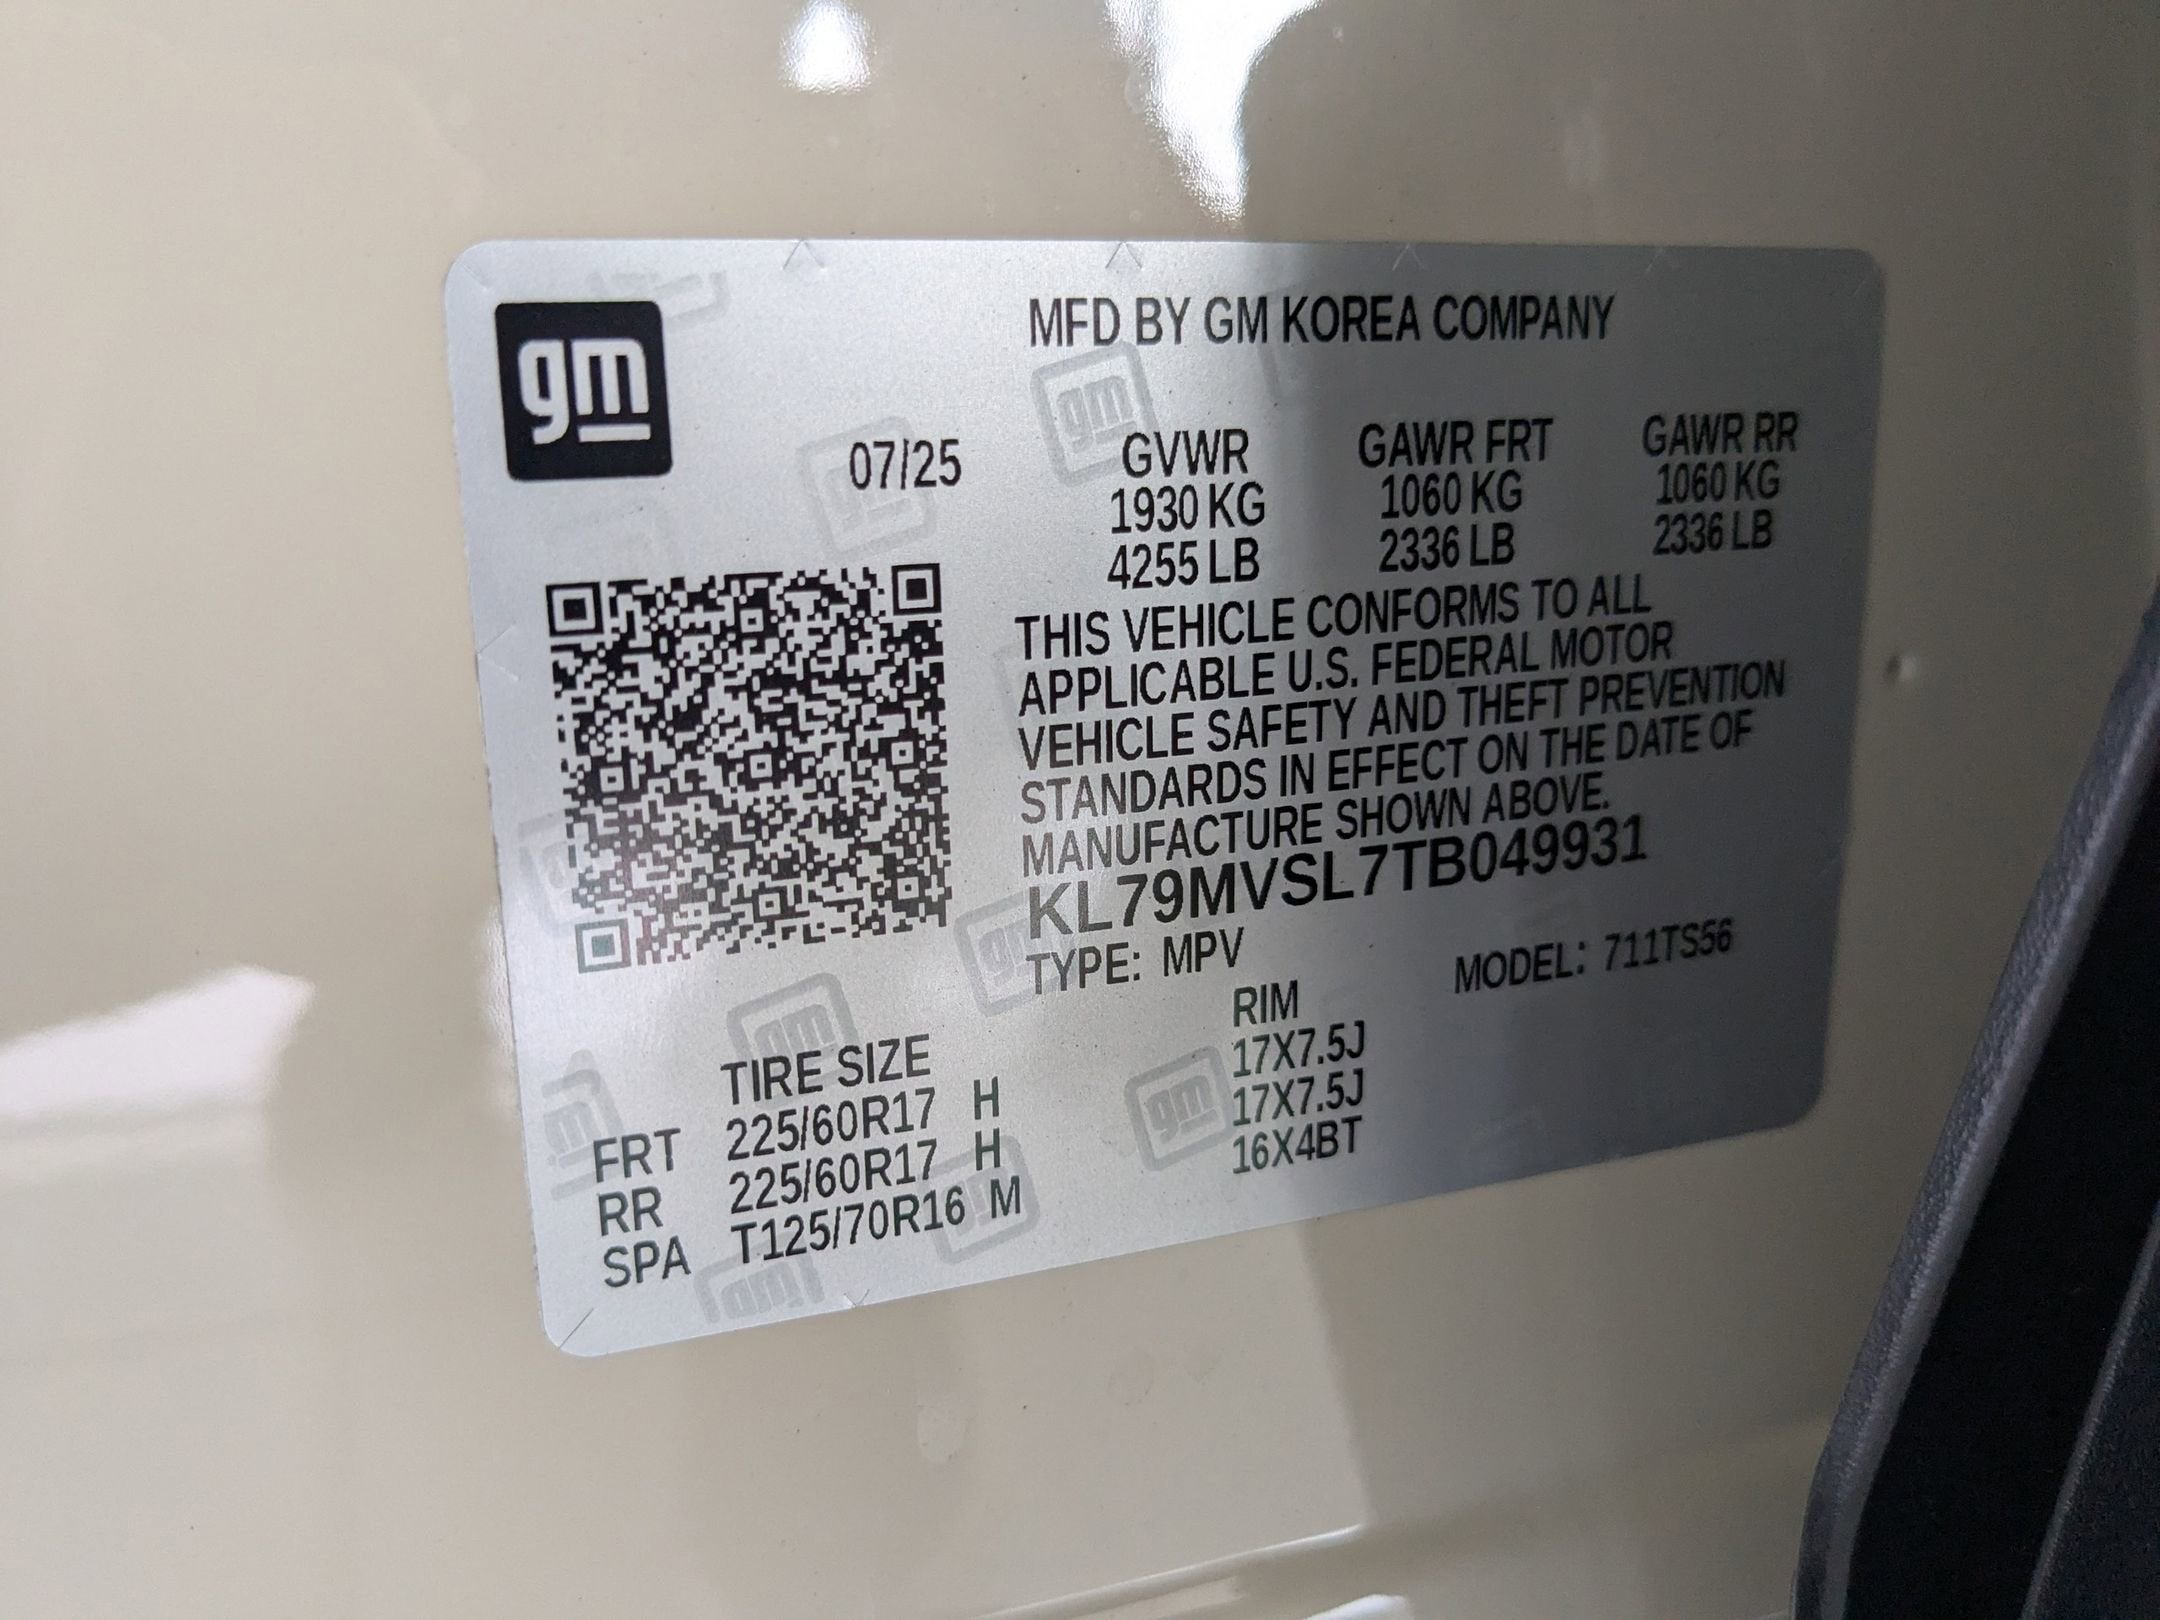 gm
MFD BY GM KOREA COMPANY
07/25
GVWR GAWR FRT GAWR RR
1930 KG 1060 KG 1060 KG
4255 LB 2336 LB 2336 LB
THIS VEHICLE CONFORMS TO ALL
APPLICABLE U.S. FEDERAL MOTOR
VEHICLE SAFETY AND THEFT PREVENTION
STANDARDS IN EFFECT ON THE DATE OF
MANUFACTURE SHOWN ABOVE.
KL79MVSL7TB049931
TYPE: MPV MODEL: 711TS56
TIRE SIZE RIM
FRT 225/60R17 H 17X7.5J
RR 225/60R17 H 17X7.5J
SPA T125/70R16 M 16X4BT